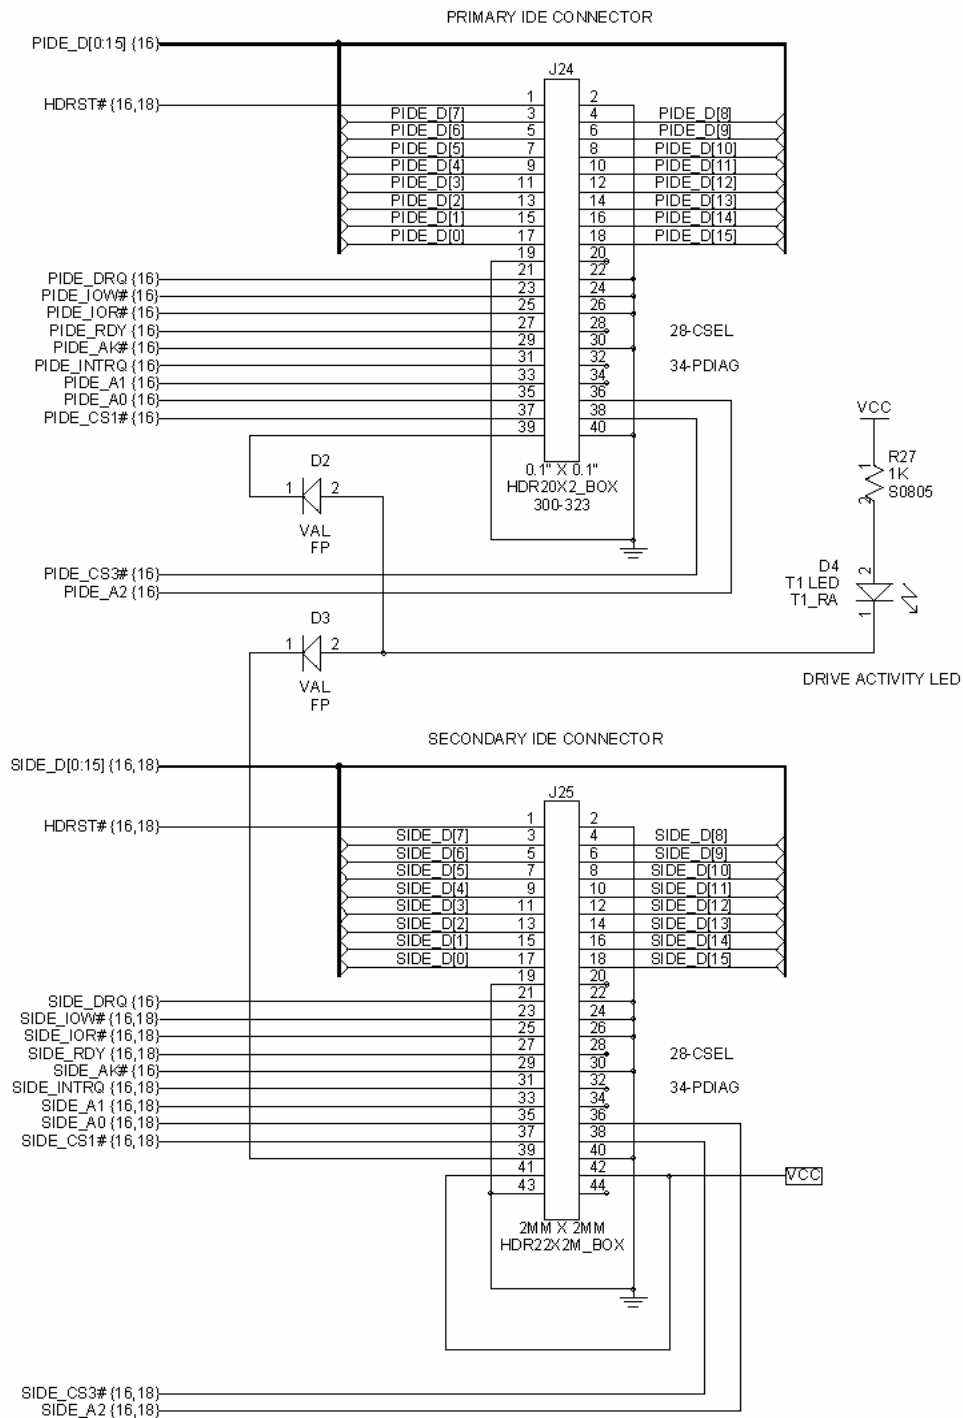 PRIMARY IDE CONNECTOR
PIDE_D[0:15] {16}
J24
HDRST# {16,18} 1 2
PIDE_D[7] 3 4 PIDE_D[8]
PIDE_D[6] 5 6 PIDE_D[9]
PIDE_D[5] 7 8 PIDE_D[10]
PIDE_D[4] 9 10 PIDE_D[11]
PIDE_D[3] 11 12 PIDE_D[12]
PIDE_D[2] 13 14 PIDE_D[13]
PIDE_D[1] 15 16 PIDE_D[14]
PIDE_D[0] 17 18 PIDE_D[15]
19 20
PIDE_DRQ {16} 21 22
PIDE_IOW# {16} 23 24
PIDE_IOR# {16} 25 26
PIDE_RDY {16} 27 28 28-CSEL
PIDE_AK# {16} 29 30
PIDE_INTRQ {16} 31 32 34-PDIAG
PIDE_A1 {16} 33 34
PIDE_A0 {16} 35 36
PIDE_CS1# {16} 37 38
39 40
0.1" X 0.1"
HDR20X2_BOX
300-323
VCC
1 R27
1K
2 S0805
D2
1 2
VAL
FP
PIDE_CS3# {16}
PIDE_A2 {16}
D4 2
T1 LED
T1_RA
1
D3
1 2
VAL
FP
DRIVE ACTIVITY LED
SECONDARY IDE CONNECTOR
SIDE_D[0:15] {16,18}
J25
HDRST# {16,18} 1 2
SIDE_D[7] 3 4 SIDE_D[8]
SIDE_D[6] 5 6 SIDE_D[9]
SIDE_D[5] 7 8 SIDE_D[10]
SIDE_D[4] 9 10 SIDE_D[11]
SIDE_D[3] 11 12 SIDE_D[12]
SIDE_D[2] 13 14 SIDE_D[13]
SIDE_D[1] 15 16 SIDE_D[14]
SIDE_D[0] 17 18 SIDE_D[15]
19 20
SIDE_DRQ {16} 21 22
SIDE_IOW# {16,18} 23 24
SIDE_IOR# {16,18} 25 26
SIDE_RDY {16,18} 27 28 28-CSEL
SIDE_AK# {16} 29 30
SIDE_INTRQ {16,18} 31 32 34-PDIAG
SIDE_A1 {16,18} 33 34
SIDE_A0 {16,18} 35 36
SIDE_CS1# {16,18} 37 38
39 40
41 42 VCC
43 44
2MM X 2MM
HDR22X2M_BOX
SIDE_CS3# {16,18}
SIDE_A2 {16,18}